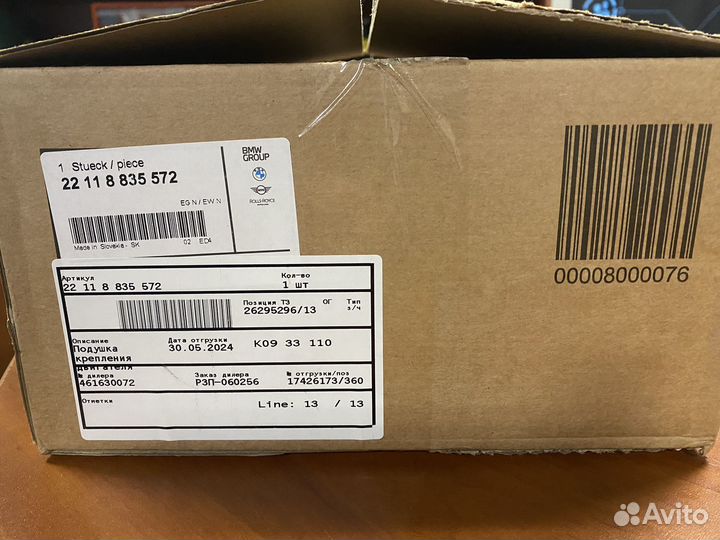 1 Stueck / piece
22 11 8 835 572
EG N / EW N
Made in Slovakia - SK 02 ED4
BMW
GROUP
ROLLS-ROYCE
00008000076
Артикул Кол-во
22 11 8 835 572 1 шт
Позиция ТЗ ОГ Тип
26295296/13 з/ч
Описание Дата отгрузки
Подушка 30.05.2024 K09 33 110
крепления
двигателя
№ дилера Заказ дилера № отгрузки/поз
461630072 РЗП-060256 17426173/360
Отметки
Line: 13 / 13
Avito